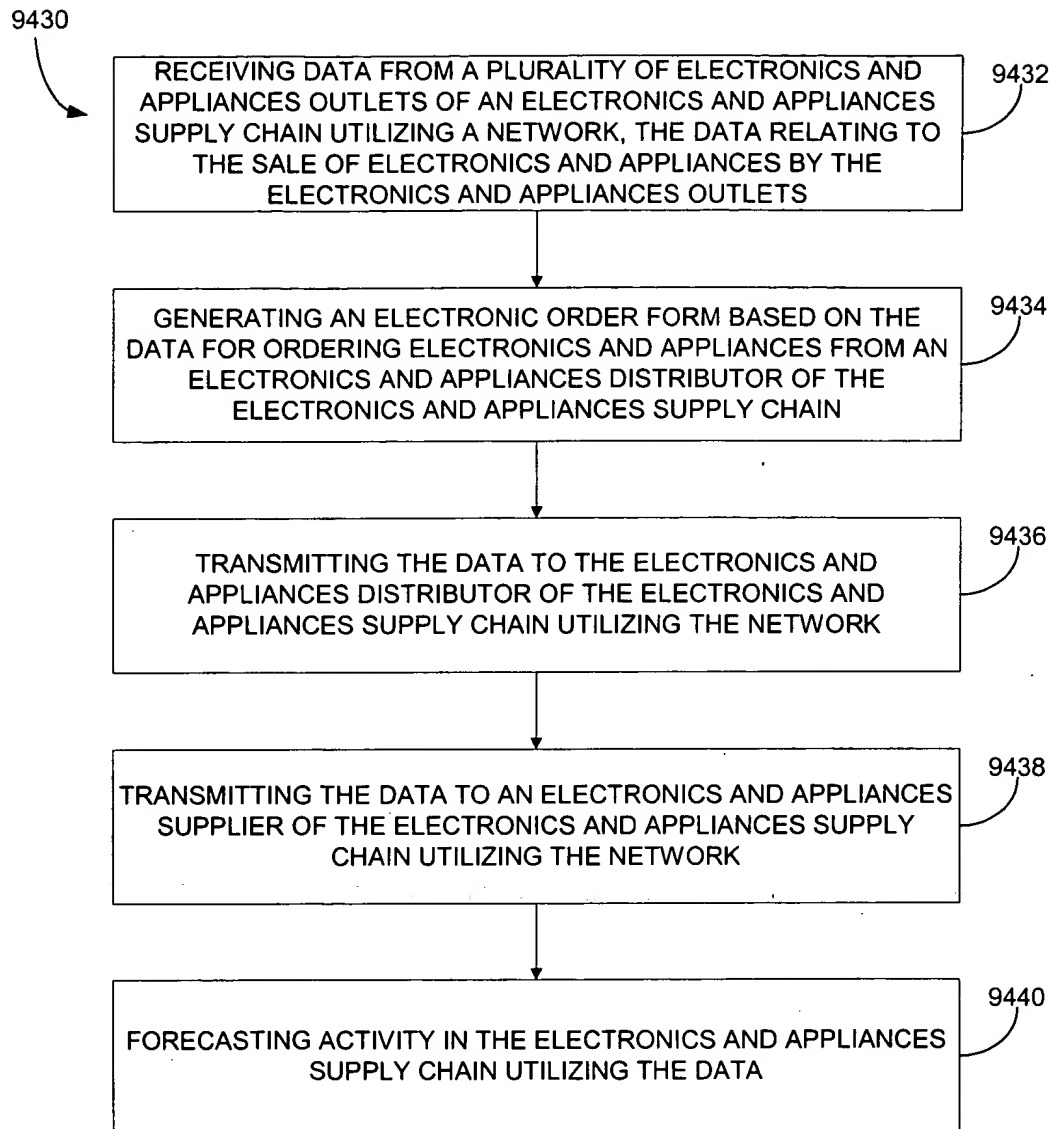 9430
RECEIVING DATA FROM A PLURALITY OF ELECTRONICS AND
APPLIANCES OUTLETS OF AN ELECTRONICS AND APPLIANCES
SUPPLY CHAIN UTILIZING A NETWORK, THE DATA RELATING TO
THE SALE OF ELECTRONICS AND APPLIANCES BY THE
ELECTRONICS AND APPLIANCES OUTLETS
9432
GENERATING AN ELECTRONIC ORDER FORM BASED ON THE
DATA FOR ORDERING ELECTRONICS AND APPLIANCES FROM AN
ELECTRONICS AND APPLIANCES DISTRIBUTOR OF THE
ELECTRONICS AND APPLIANCES SUPPLY CHAIN
9434
TRANSMITTING THE DATA TO THE ELECTRONICS AND
APPLIANCES DISTRIBUTOR OF THE ELECTRONICS AND
APPLIANCES SUPPLY CHAIN UTILIZING THE NETWORK
9436
TRANSMITTING THE DATA TO AN ELECTRONICS AND APPLIANCES
SUPPLIER OF THE ELECTRONICS AND APPLIANCES SUPPLY
CHAIN UTILIZING THE NETWORK
9438
FORECASTING ACTIVITY IN THE ELECTRONICS AND APPLIANCES
SUPPLY CHAIN UTILIZING THE DATA
9440